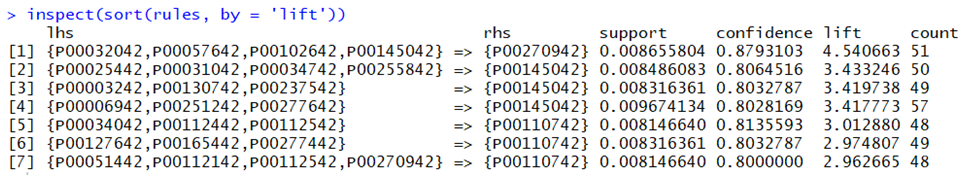 > inspect(sort(rules, by = 'lift'))
lhs rhs support confidence lift count
[1] {P00032042,P00057642,P00102642,P00145042} => {P00270942} 0.008655804 0.8793103 4.540663 51
[2] {P00025442,P00031042,P00034742,P00255842} => {P00145042} 0.008486083 0.8064516 3.433246 50
[3] {P00003242,P00130742,P00237542} => {P00145042} 0.008316361 0.8032787 3.419738 49
[4] {P00006942,P00251242,P00277642} => {P00145042} 0.009674134 0.8028169 3.417773 57
[5] {P00034042,P00112442,P00112542} => {P00110742} 0.008146640 0.8135593 3.012880 48
[6] {P00127642,P00165442,P00277442} => {P00110742} 0.008316361 0.8032787 2.974807 49
[7] {P00051442,P00112142,P00112542,P00270942} => {P00110742} 0.008146640 0.8000000 2.962665 48